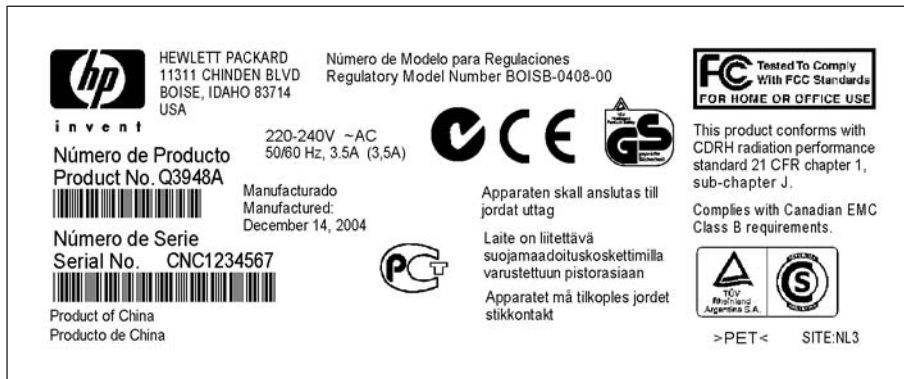 hp
invent
HEWLETT PACKARD
11311 CHINDEN BLVD
BOISE, IDAHO 83714
USA
Número de Modelo para Regulaciones
Regulatory Model Number BOISB-0408-00
220-240V ~AC
50/60 Hz, 3.5A (3,5A)
Número de Producto
Product No. Q3948A
Manufacturado
Manufactured:
December 14, 2004
Número de Serie
Serial No. CNC1234567
Product of China
Producto de China
CE
TÜV
GS
PCT
Apparaten skall anslutas till
jordat uttag
Laite on liitettävä
suojamaadoituskoskettimilla
varustettuun pistorasiaan
Apparatet må tilkoples jordet
stikkontakt
FC Tested To Comply
With FCC Standards
FOR HOME OR OFFICE USE
This product conforms with
CDRH radiation performance
standard 21 CFR chapter 1,
sub-chapter J.
Complies with Canadian EMC
Class B requirements.
TÜV
Rheinland
Argentina S.A.
S
>PET< SITE:NL3